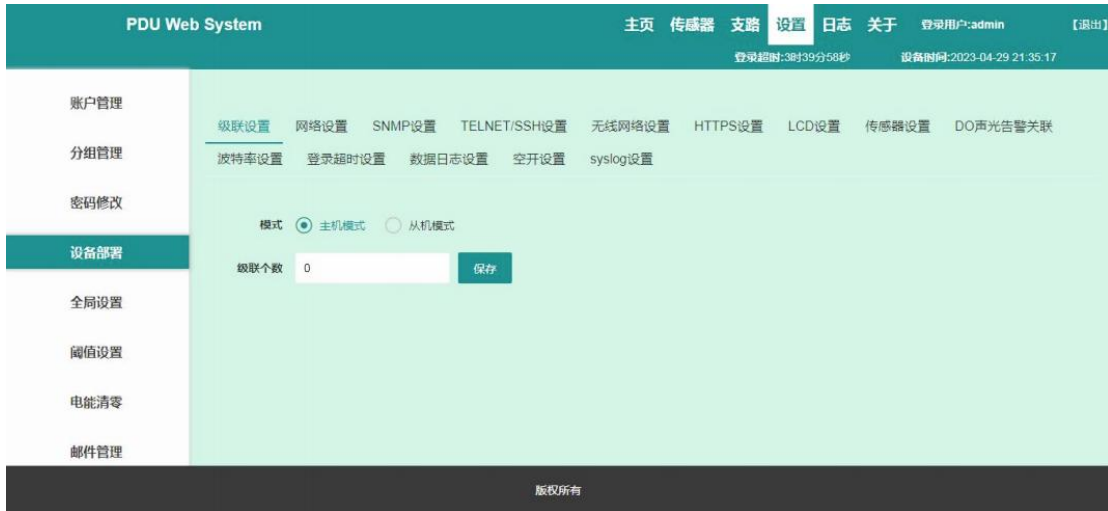 PDU Web System 主页 传感器 支路 设置 日志 关于 登录用户:admin 【退出】
登录超时:3时39分58秒 设备时间:2023-04-29 21:35:17
账户管理
分组管理
密码修改
设备部署
全局设置
阈值设置
电能清零
邮件管理
级联设置 网络设置 SNMP设置 TELNET/SSH设置 无线网络设置 HTTPS设置 LCD设置 传感器设置 DO声光告警关联
波特率设置 登录超时设置 数据日志设置 空开设置 syslog设置
模式 主机模式 从机模式
级联个数 0 保存
版权所有